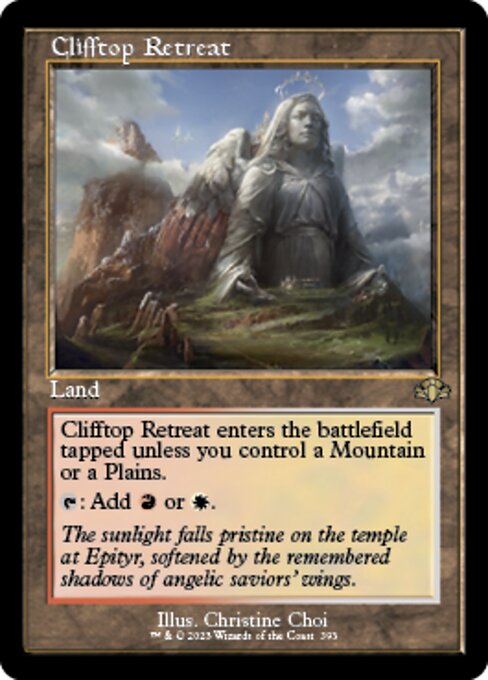 Clifftop Retreat
Land
Clifftop Retreat enters the battlefield
tapped unless you control a Mountain
or a Plains.
: Add or .
The sunlight falls pristine on the temple
at Epityr, softened by the remembered
shadows of angelic saviors' wings.
Illus. Christine Choi
™ & © 2023 Wizards of the Coast 393